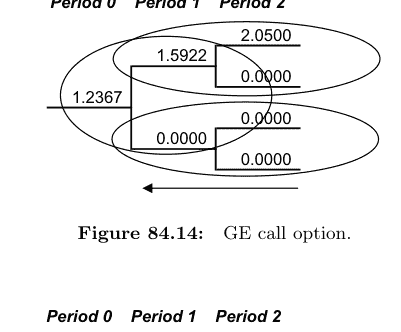 Period 0 Period 1 Period 2
2.0500
1.5922
0.0000
1.2367
0.0000
0.0000
0.0000
Figure 84.14: GE call option.
Period 0 Period 1 Period 2